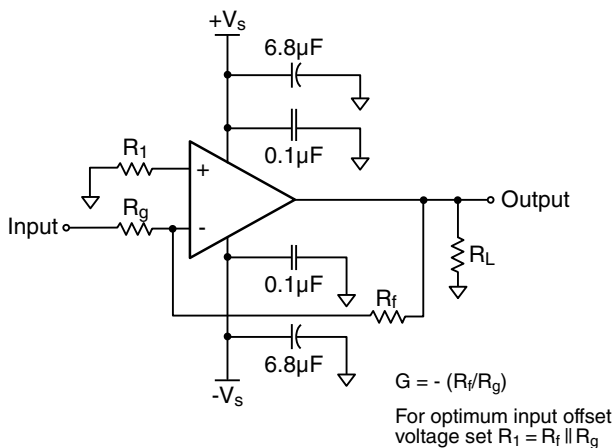 +Vs
6.8µF
0.1µF
R1
+
Rg
Input
-
Output
RL
0.1µF
Rf
6.8µF
-Vs
G = - (Rf/Rg)
For optimum input offset
voltage set R1 = Rf || Rg